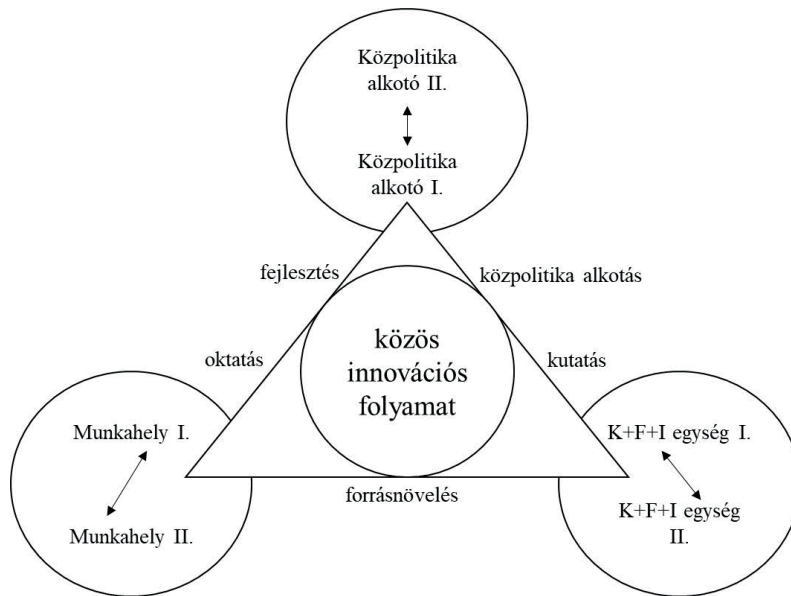 Közpolitika
alkotó II.
Közpolitika
alkotó I.
fejlesztés
közpolitika alkotás
közös
innovációs
folyamat
oktatás
kutatás
Munkahely I.
Munkahely II.
K+F+I egység I.
K+F+I egység
II.
forrásnövelés